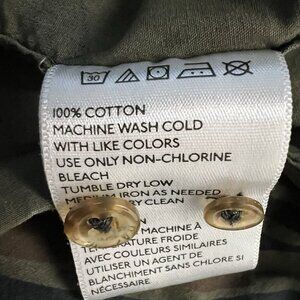 30
100% COTTON
MACHINE WASH COLD
WITH LIKE COLORS
USE ONLY NON-CHLORINE
BLEACH
TUMBLE DRY LOW
MEDIUM IRON AS NEEDED
DRY CLEAN
MACHINE À
TEMPÉRATURE FROIDE
AVEC COULEURS SIMILAIRES
UTILISER UN AGENT DE
BLANCHIMENT SANS CHLORE SI
NÉCESSAIRE